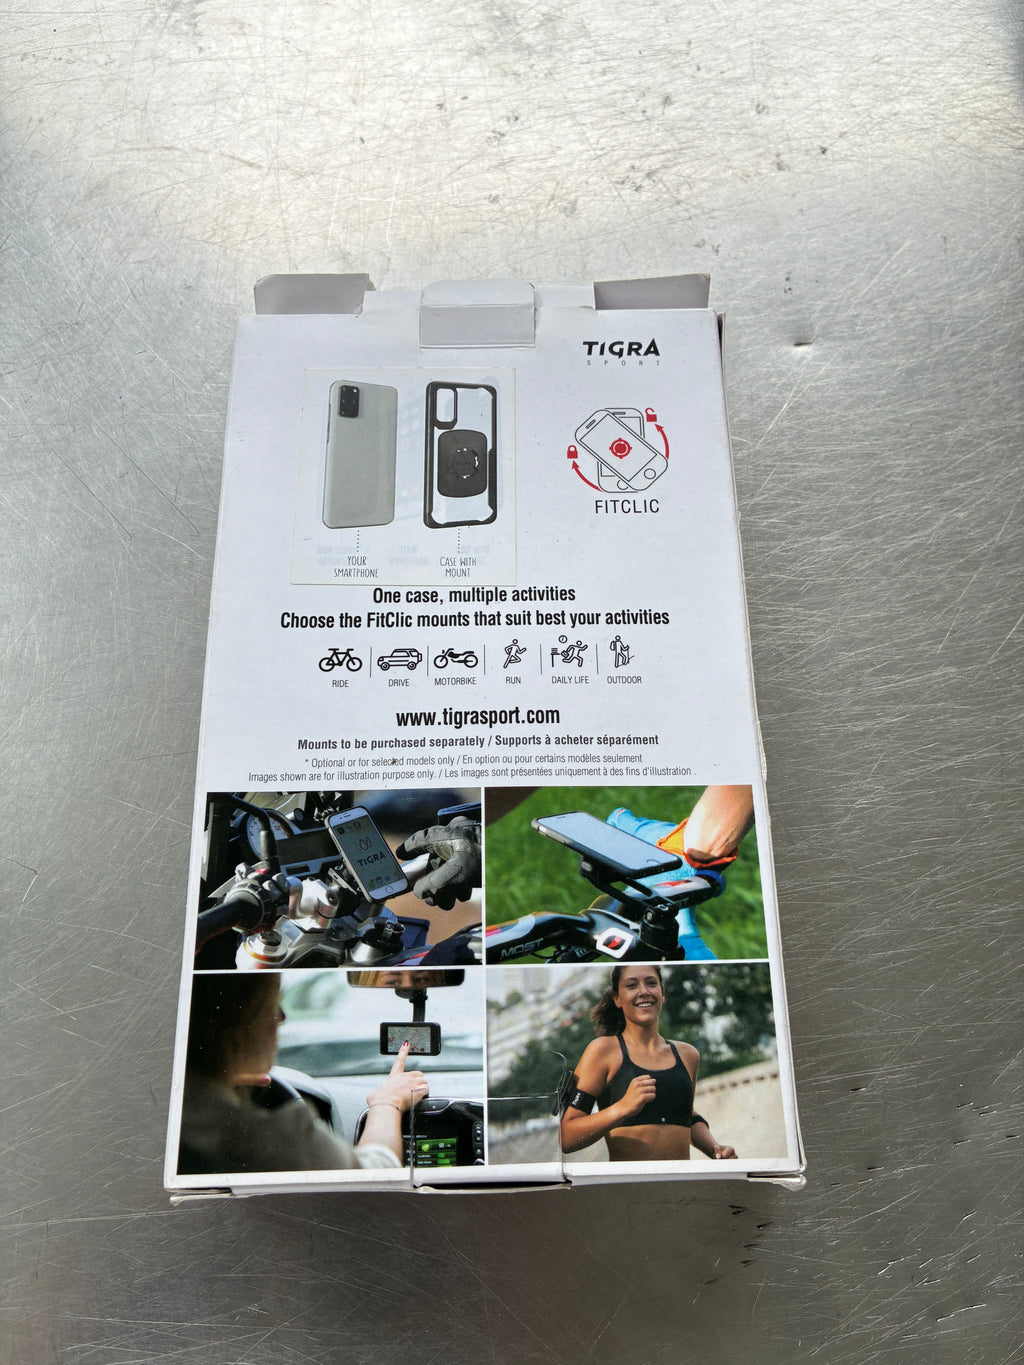 TIGRA
SPORT
FITCLIC
YOUR
SMARTPHONE
CASE WITH
MOUNT
One case, multiple activities
Choose the FitClic mounts that suit best your activities
RIDE
DRIVE
MOTORBIKE
RUN
DAILY LIFE
OUTDOOR
www.tigrasport.com
Mounts to be purchased separately / Supports à acheter séparément
* Optional or for selected models only / En option ou pour certains modèles seulement
Images shown are for illustration purpose only. / Les images sont présentées uniquement à des fins d'illustration .
TIGRA
MOST